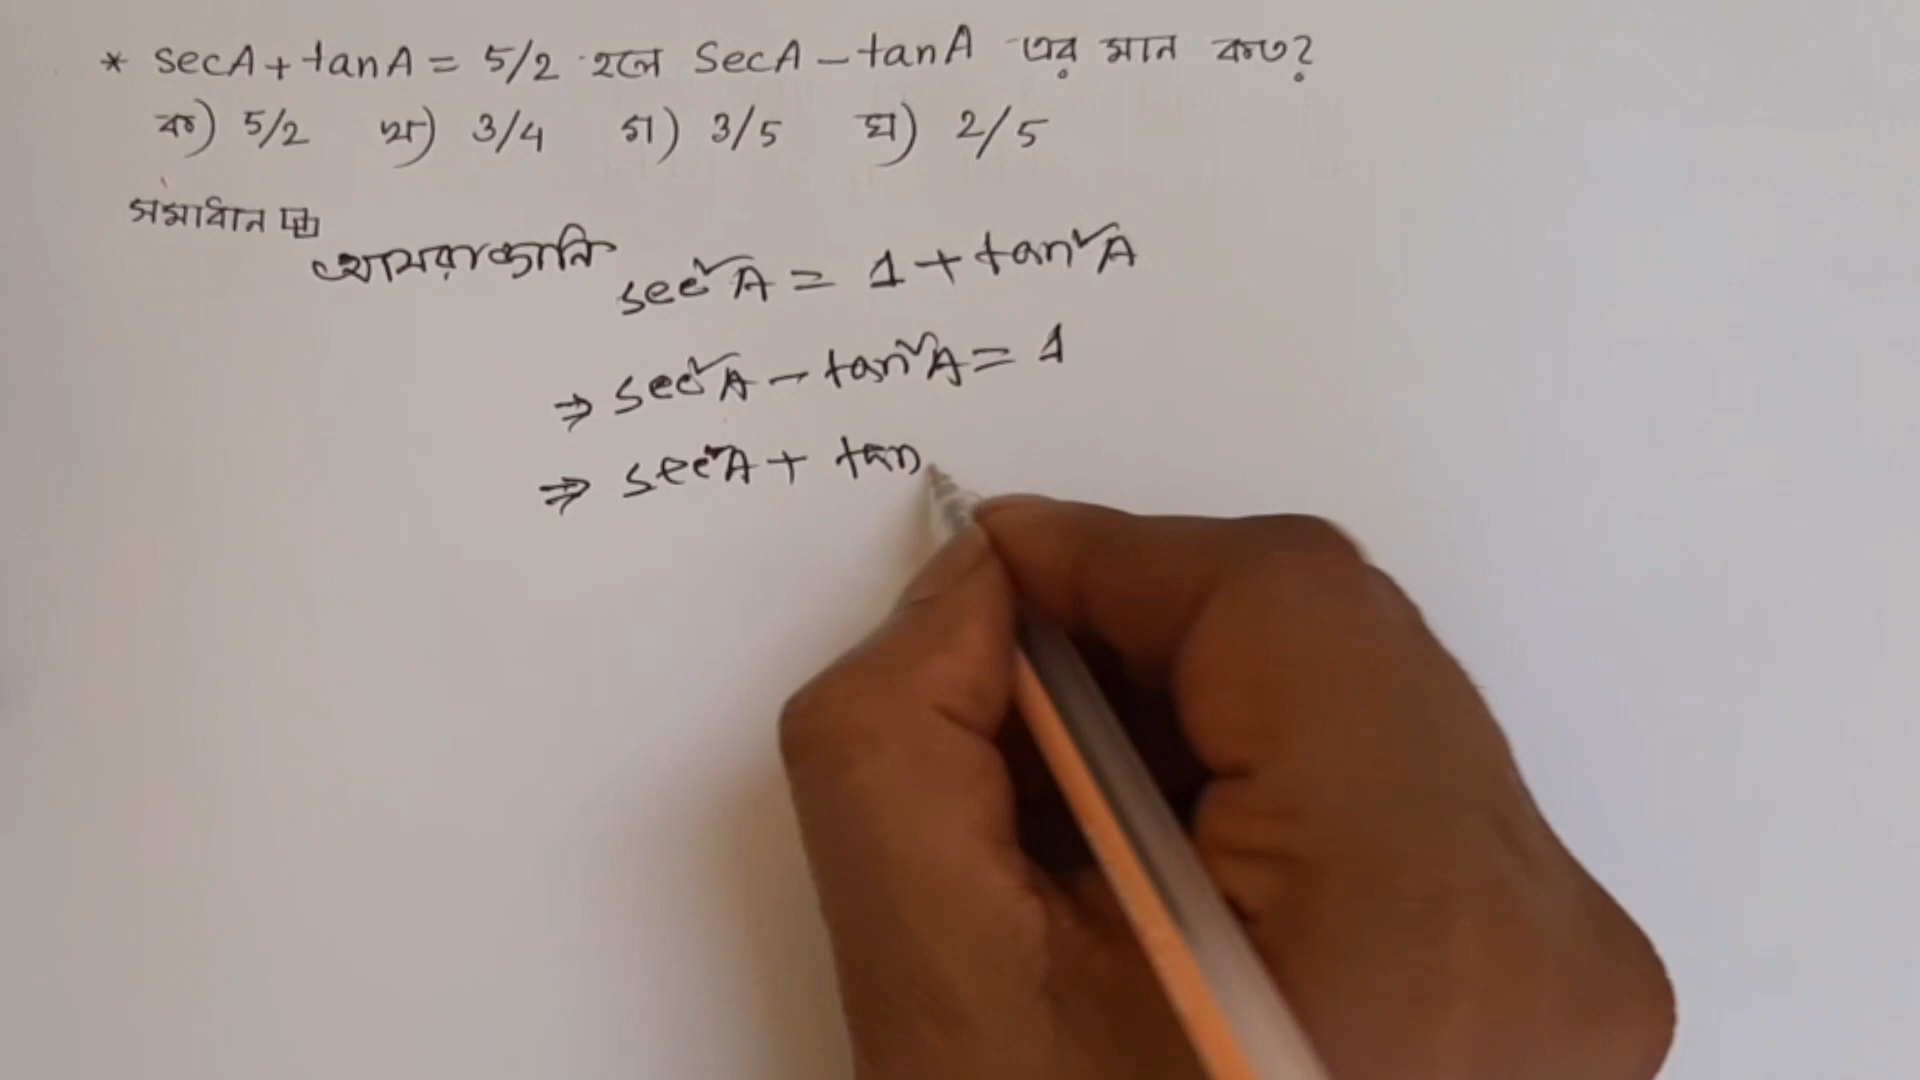 * secA + tanA = 5/2 হলে secA - tanA এর মান কত?
ক) 5/2 খ) 3/4 গ) 3/5 ঘ) 2/5
সমাধান
আমরা জানি sec²A = 1 + tan²A
⇒ sec²A - tan²A = 1
⇒ sec²A + tan